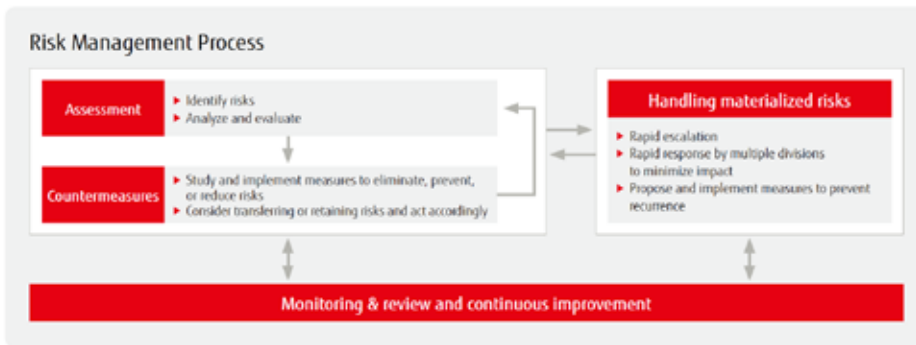 Risk Management Process
Assessment
▶ Identify risks
▶ Analyze and evaluate
Countermeasures
▶ Study and implement measures to eliminate, prevent,
or reduce risks
▶ Consider transferring or retaining risks and act accordingly
Handling materialized risks
▶ Rapid escalation
▶ Rapid response by multiple divisions
to minimize impact
▶ Propose and implement measures to prevent
recurrence
Monitoring & review and continuous improvement